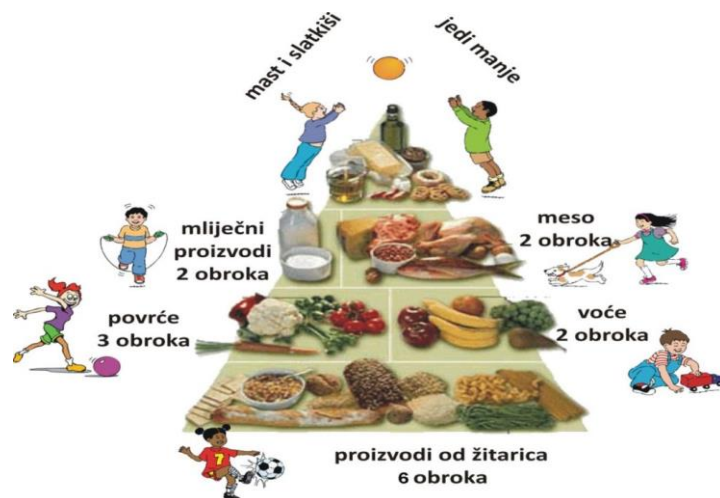 mast i slatkiši
jedi manje
mliječni
proizvodi
2 obroka
meso
2 obroka
povrće
3 obroka
voće
2 obroka
7
proizvodi od žitarica
6 obroka